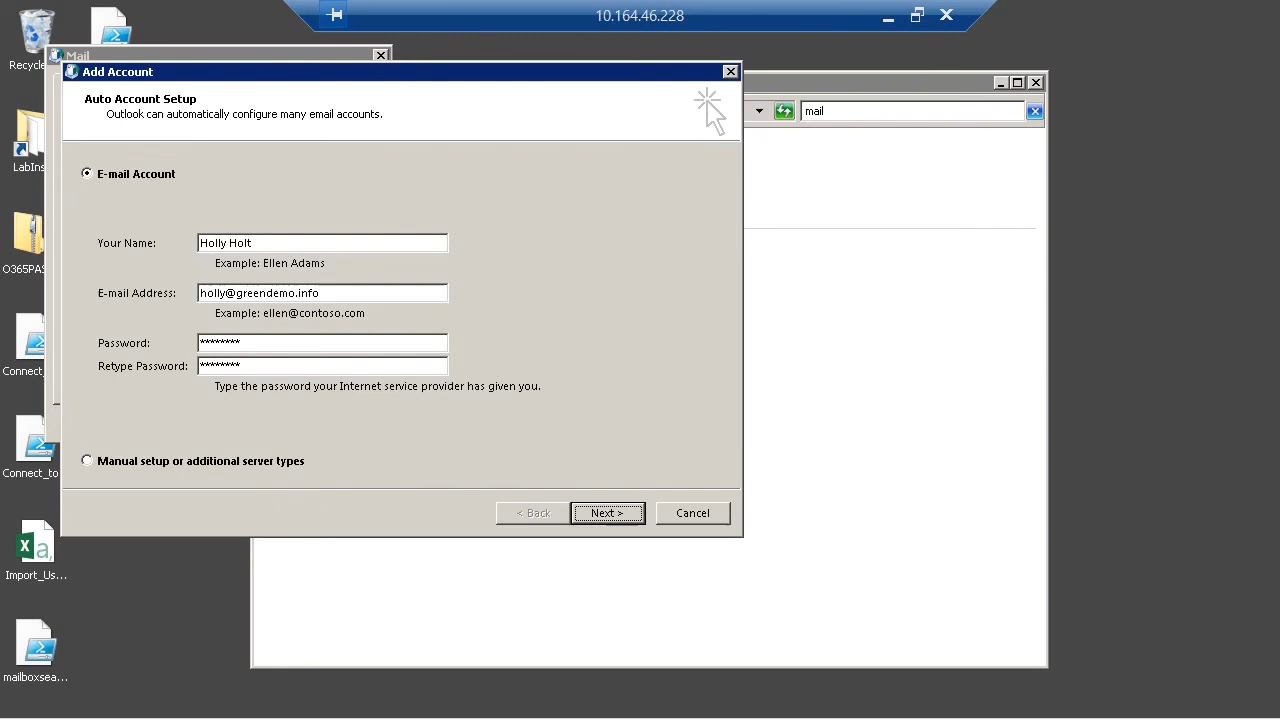 10.164.46.228
Recycle
Mail
Add Account
Auto Account Setup
Outlook can automatically configure many email accounts.
mail
LabIns
E-mail Account
Your Name:
Holly Holt
Example: Ellen Adams
O365PAS
E-mail Address:
holly@greendemo.info
Example: ellen@contoso.com
Password:
********
Retype Password:
********
Type the password your Internet service provider has given you.
Connect_
Manual setup or additional server types
Connect_to
< Back
Next >
Cancel
Import_Us...
mailboxsea...